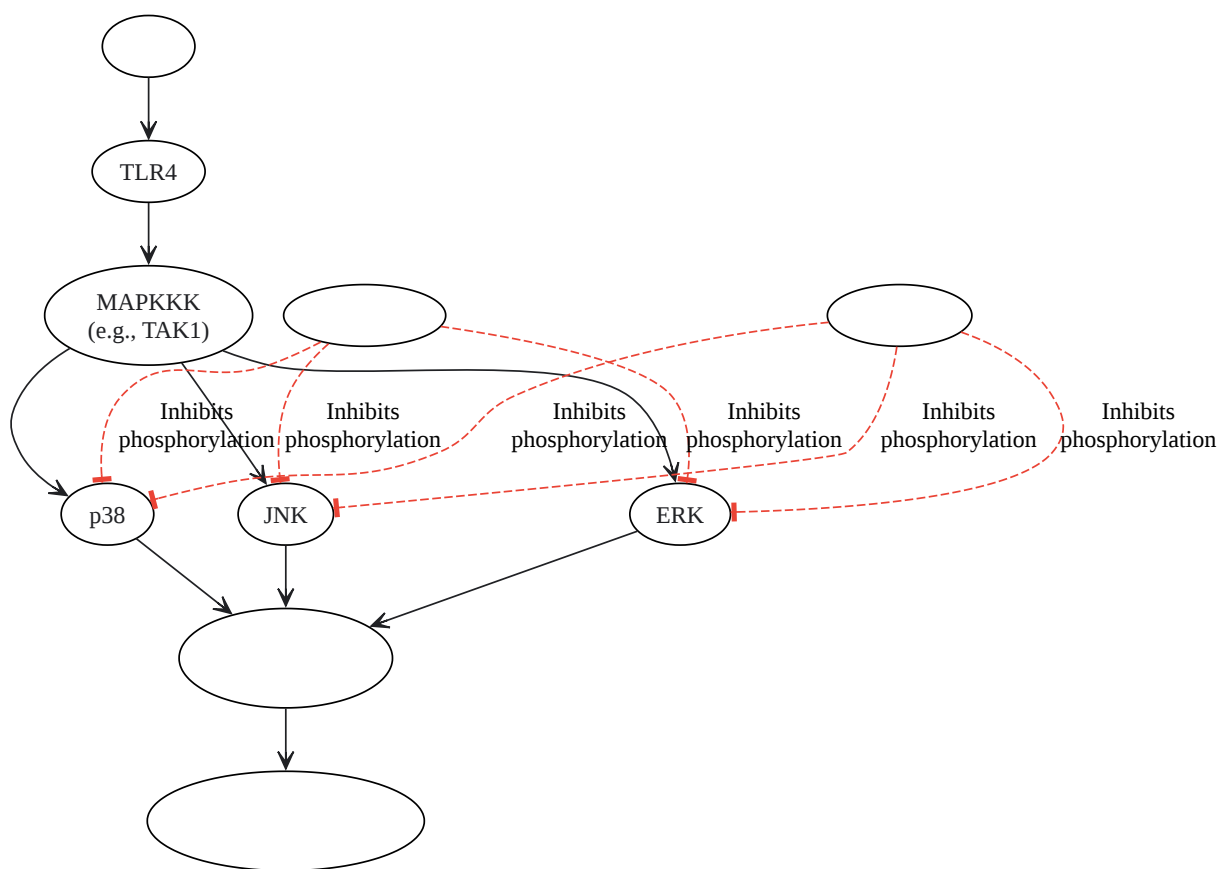 TLR4
MAPKKK
(e.g., TAK1)
Inhibits
phosphorylation
Inhibits
phosphorylation
Inhibits
phosphorylation
Inhibits
phosphorylation
Inhibits
phosphorylation
Inhibits
phosphorylation
p38
JNK
ERK